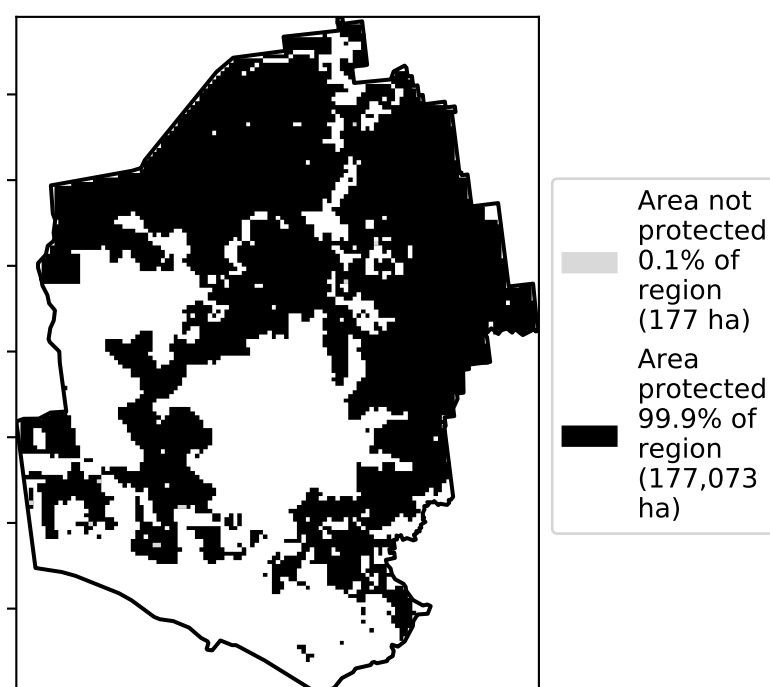 Area not
protected
0.1% of
region
(177 ha)
Area
protected
99.9% of
region
(177,073
ha)